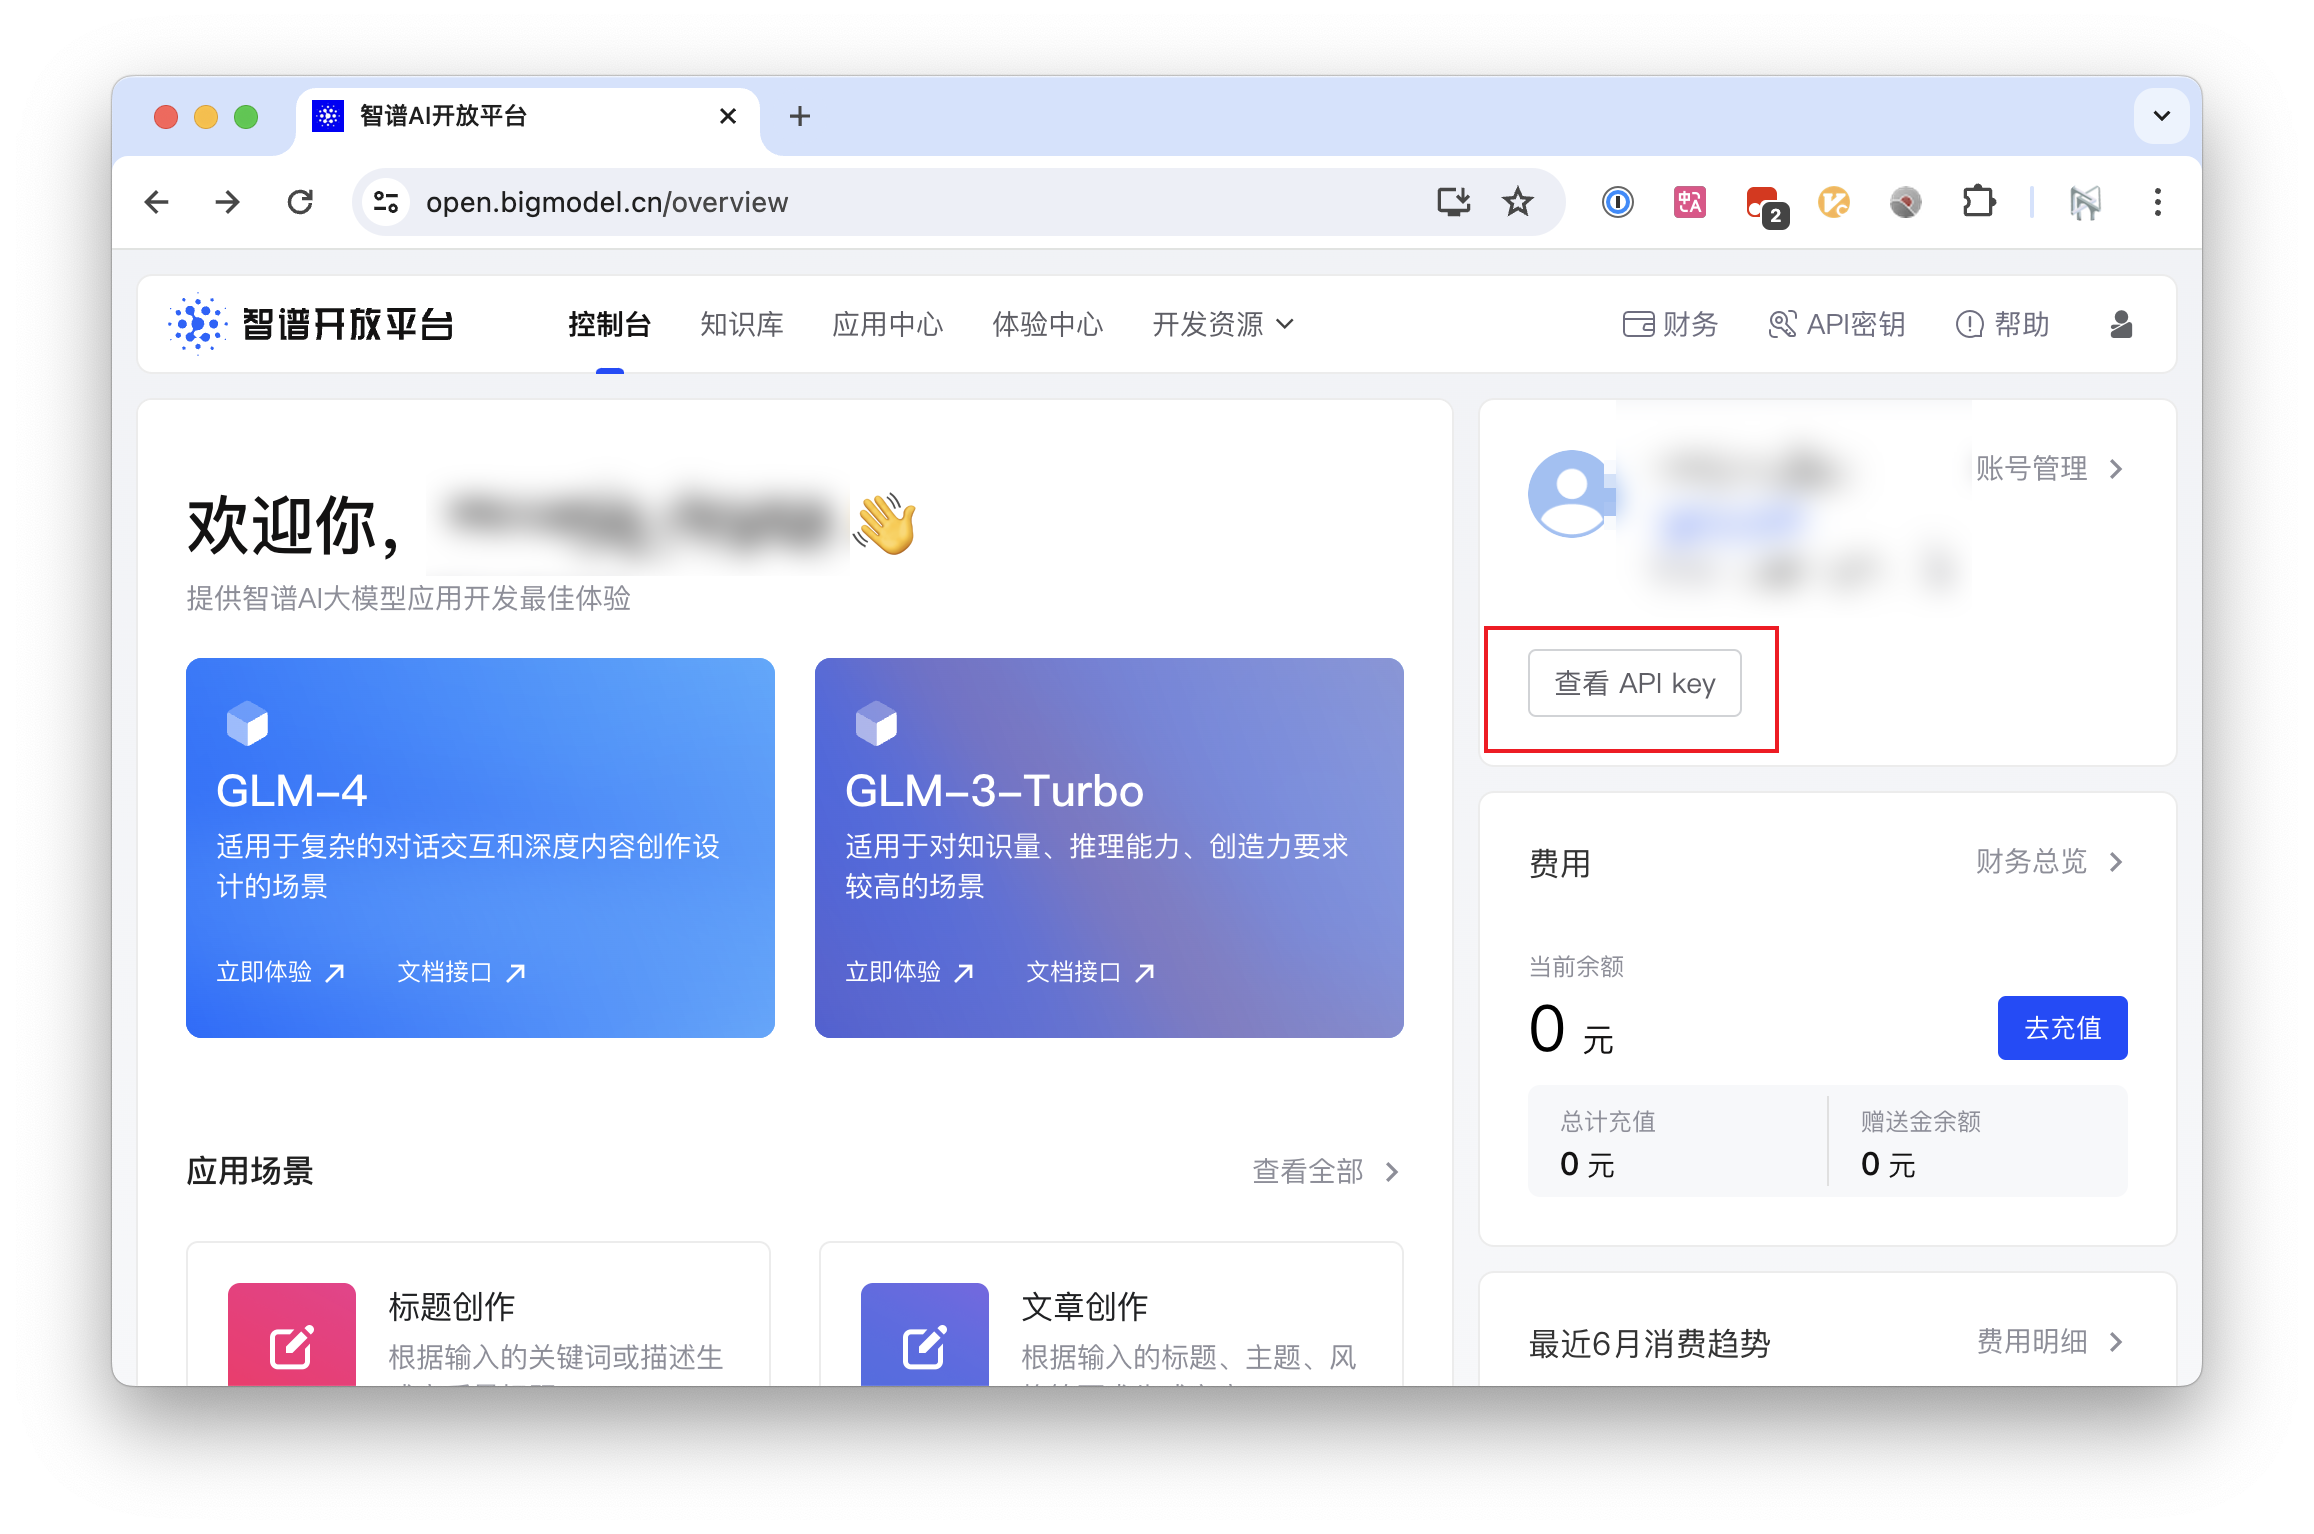 智谱AI开放平台
open.bigmodel.cn/overview
2
智谱开放平台
控制台
知识库
应用中心
体验中心
开发资源
财务
API密钥
帮助
欢迎你，
提供智谱AI大模型应用开发最佳体验
GLM-4
适用于复杂的对话交互和深度内容创作设
计的场景
立即体验
文档接口
GLM-3-Turbo
适用于对知识量、推理能力、创造力要求
较高的场景
立即体验
文档接口
应用场景
查看全部
标题创作
根据输入的关键词或描述生
文章创作
根据输入的标题、主题、风
账号管理
查看 API key
费用
财务总览
当前余额
0 元
去充值
总计充值
0 元
赠送金余额
0 元
最近6月消费趋势
费用明细